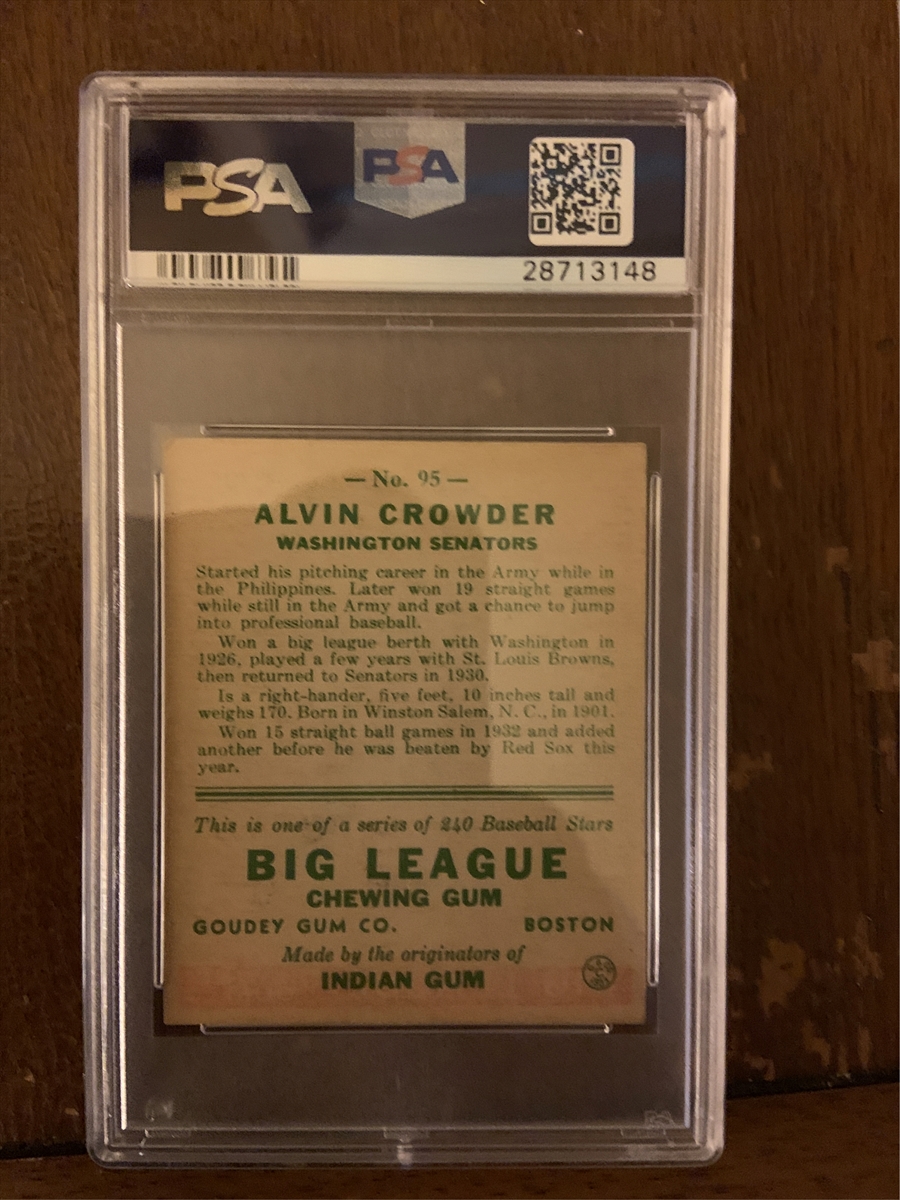 PSA
PSA
28713148
— No. 95 —
ALVIN CROWDER
WASHINGTON SENATORS
Started his pitching career in the Army while in
the Philippines. Later won 19 straight games
while still in the Army and got a chance to jump
into professional baseball.
Won a big league berth with Washington in
1926, played a few years with St. Louis Browns,
then returned to Senators in 1930.
Is a right-hander, five feet, 10 inches tall and
weighs 170. Born in Winston Salem, N. C., in 1901.
Won 15 straight ball games in 1932 and added
another before he was beaten by Red Sox this
year.
This is one of a series of 240 Baseball Stars
BIG LEAGUE
CHEWING GUM
GOUDEY GUM CO. BOSTON
Made by the originators of
INDIAN GUM